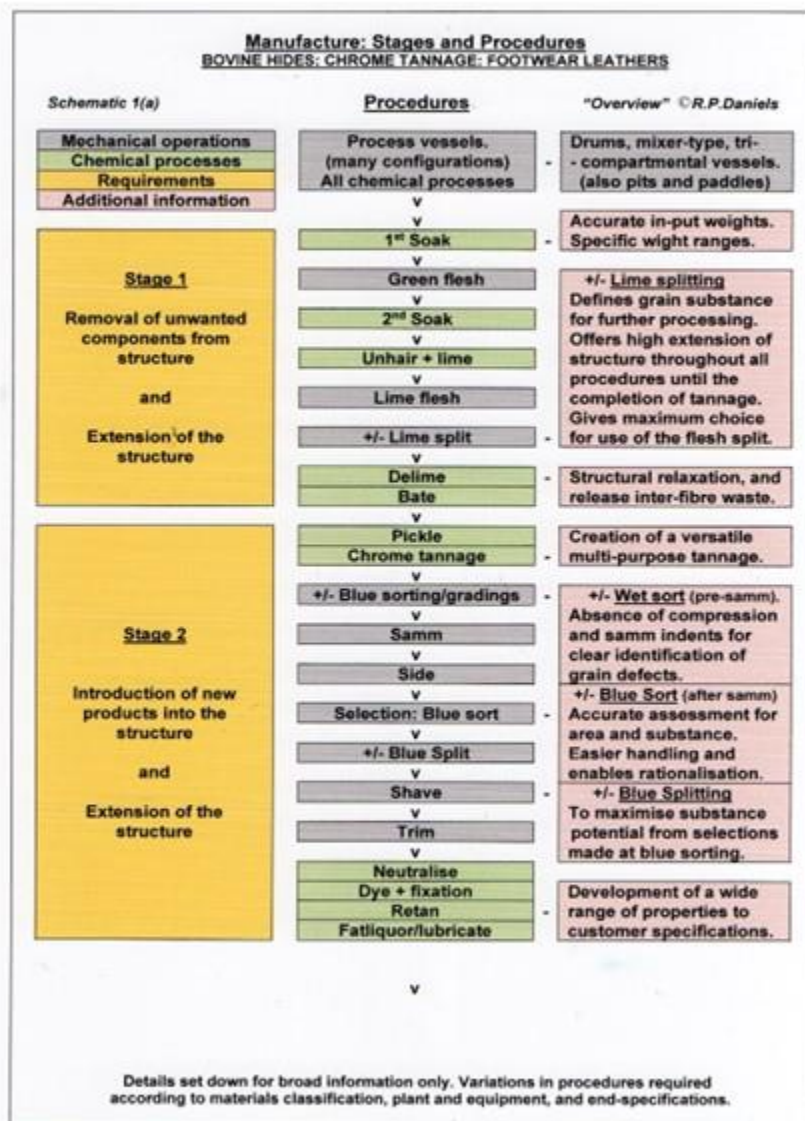 Manufacture: Stages and Procedures
BOVINE HIDES: CHROME TANNAGE: FOOTWEAR LEATHERS
Schematic 1(a)
Procedures
"Overview" ©R.P.Daniels
Mechanical operations
Chemical processes
Requirements
Additional information
Process vessels.
(many configurations)
All chemical processes
-
Drums, mixer-type, tri-
- compartmental vessels.
(also pits and paddles)
v
v
1st Soak
-
Accurate in-put weights.
Specific wight ranges.
v
Stage 1
Removal of unwanted
components from
structure
and
Extension of the
structure
Green flesh
v
2nd Soak
v
Unhair + lime
v
Lime flesh
v
+/- Lime split
-
+/- Lime splitting
Defines grain substance
for further processing.
Offers high extension of
structure throughout all
procedures until the
completion of tannage.
Gives maximum choice
for use of the flesh split.
v
Delime
Bate
-
Structural relaxation, and
release inter-fibre waste.
v
Stage 2
Introduction of new
products into the
structure
and
Extension of the
structure
Pickle
Chrome tannage
-
Creation of a versatile
multi-purpose tannage.
v
+/- Blue sorting/gradings
-
+/- Wet sort (pre-samm).
Absence of compression
and samm indents for
clear identification of
grain defects.
v
Samm
v
Side
v
Selection: Blue sort
-
+/- Blue Sort (after samm)
Accurate assessment for
area and substance.
Easier handling and
enables rationalisation.
v
+/- Blue Split
v
Shave
-
+/- Blue Splitting
To maximise substance
potential from selections
made at blue sorting.
v
Trim
v
Neutralise
Dye + fixation
Retan
Fatliquor/lubricate
-
Development of a wide
range of properties to
customer specifications.
v
Details set down for broad information only. Variations in procedures required
according to materials classification, plant and equipment, and end-specifications.